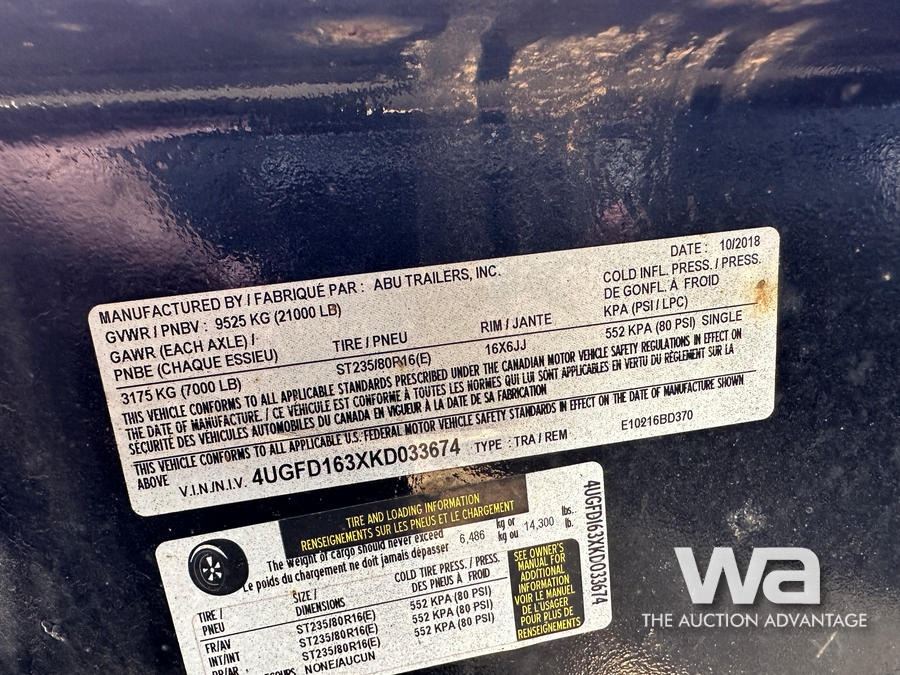 DATE : 10/2018
MANUFACTURED BY / FABRIQUÉ PAR : ABU TRAILERS, INC.
GVWR / PNBV : 9525 KG (21000 LB)
COLD INFL. PRESS. / PRESS.
DE GONFL. À FROID
GAWR (EACH AXLE) /
PNBE (CHAQUE ESSIEU)
TIRE / PNEU
RIM / JANTE
KPA (PSI / LPC)
3175 KG (7000 LB)
ST235/80R16(E)
16X6JJ
552 KPA (80 PSI) SINGLE
THIS VEHICLE CONFORMS TO ALL APPLICABLE STANDARDS PRESCRIBED UNDER THE CANADIAN MOTOR VEHICLE SAFETY REGULATIONS IN EFFECT ON
THE DATE OF MANUFACTURE. / CE VÉHICULE EST CONFORME À TOUTES LES NORMES QUI LUI SONT APPLICABLES EN VERTU DU RÈGLEMENT SUR LA
SÉCURITÉ DES VÉHICULES AUTOMOBILES DU CANADA EN VIGUEUR À LA DATE DE SA FABRICATION
THIS VEHICLE CONFORMS TO ALL APPLICABLE U.S. FEDERAL MOTOR VEHICLE SAFETY STANDARDS IN EFFECT ON THE DATE OF MANUFACTURE SHOWN
ABOVE
V.I.N./N.I.V. 4UGFD163XKD033674 TYPE : TRA / REM E10216BD370
TIRE AND LOADING INFORMATION
RENSEIGNEMENTS SUR LES PNEUS ET LE CHARGEMENT
The weight of cargo should never exceed
Le poids du chargement ne doit jamais dépasser
6,486
kg or
kg ou
14,300
lbs.
lb.
TIRE /
PNEU
SIZE /
DIMENSIONS
COLD TIRE PRESS. / PRESS.
DES PNEUS À FROID
FR/AV ST235/80R16(E) 552 KPA (80 PSI)
INT/INT ST235/80R16(E) 552 KPA (80 PSI)
RR/AR ST235/80R16(E) 552 KPA (80 PSI)
NONE/AUCUN
SEE OWNER'S
MANUAL FOR
ADDITIONAL
INFORMATION
VOIR LE MANUEL
DE L'USAGER
POUR PLUS DE
RENSEIGNEMENTS
4UGFD163XKD033674
wa
THE AUCTION ADVANTAGE